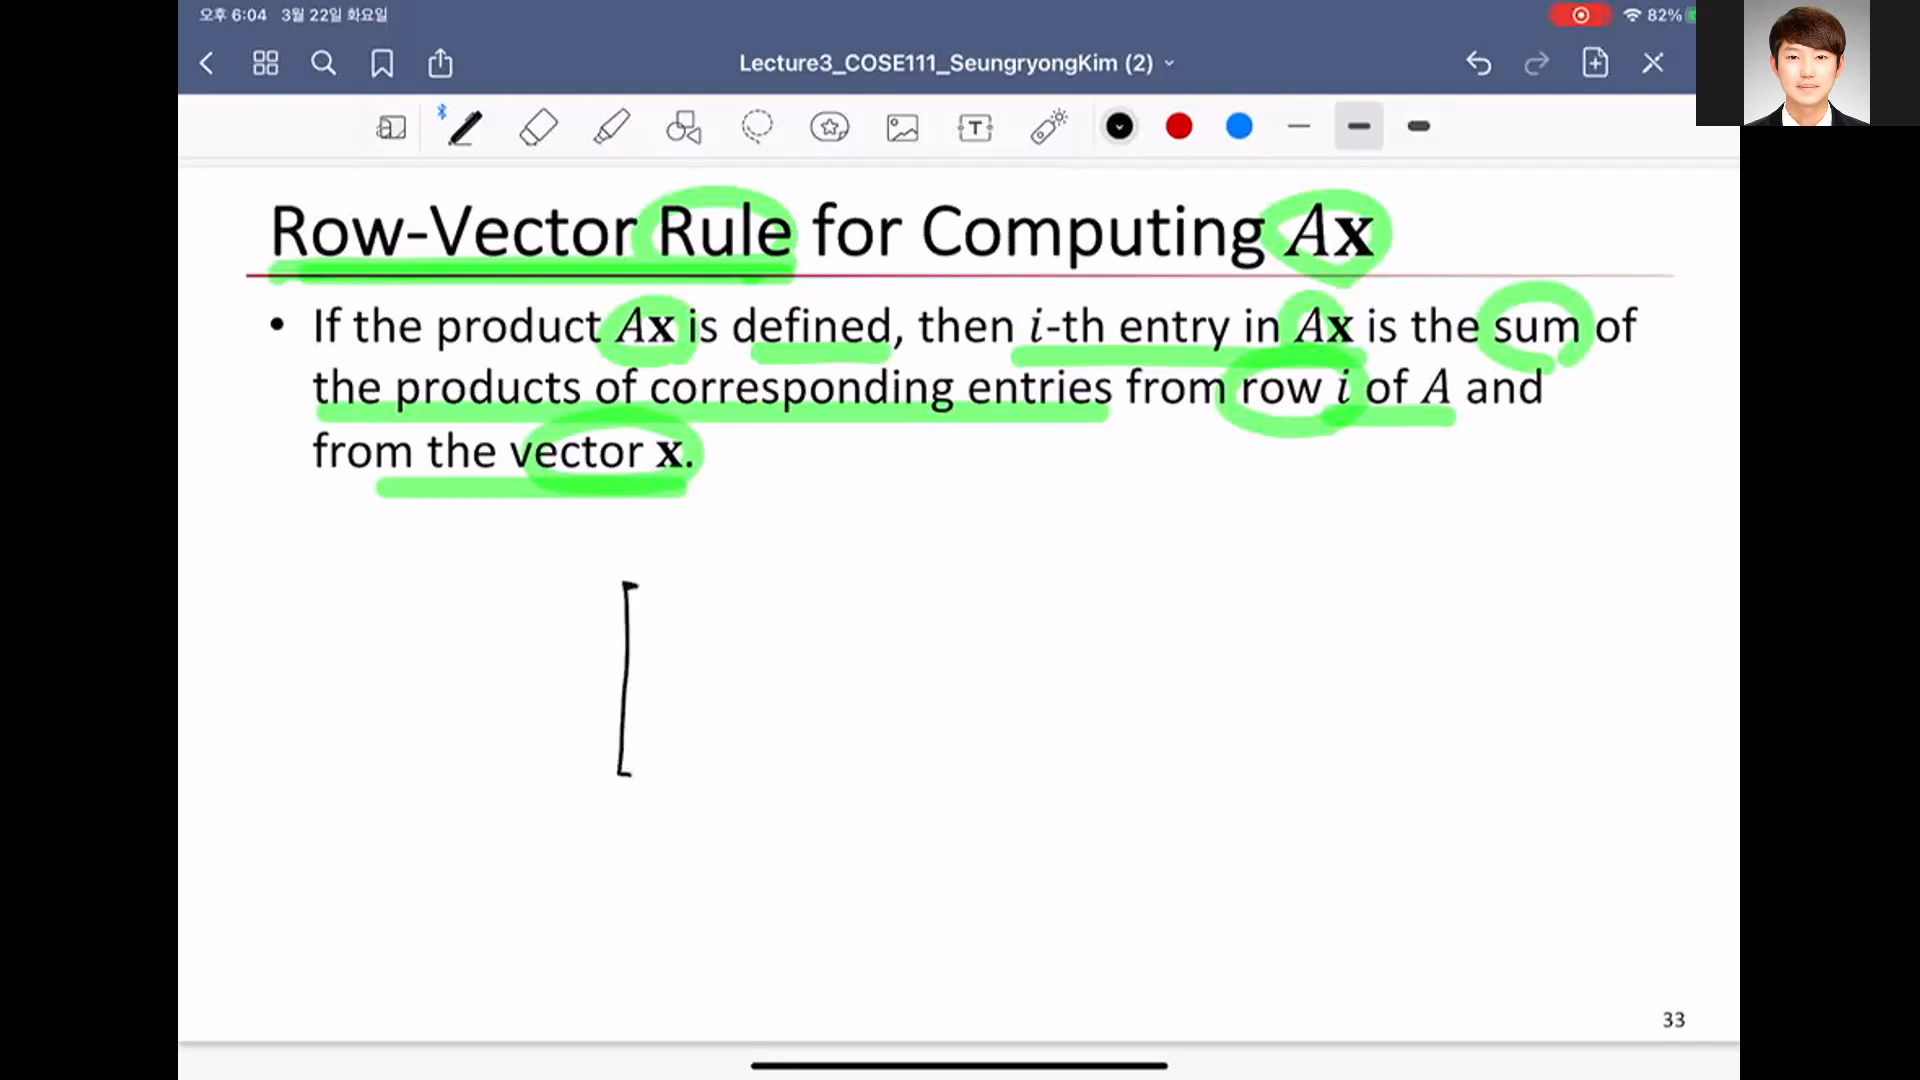 오후 6:04 3월 22일 화요일
82%
Lecture3_COSE111_SeungryongKim (2)
T
Row-Vector Rule for Computing Ax
• If the product Ax is defined, then i-th entry in Ax is the sum of
the products of corresponding entries from row i of A and
from the vector x.
[
33